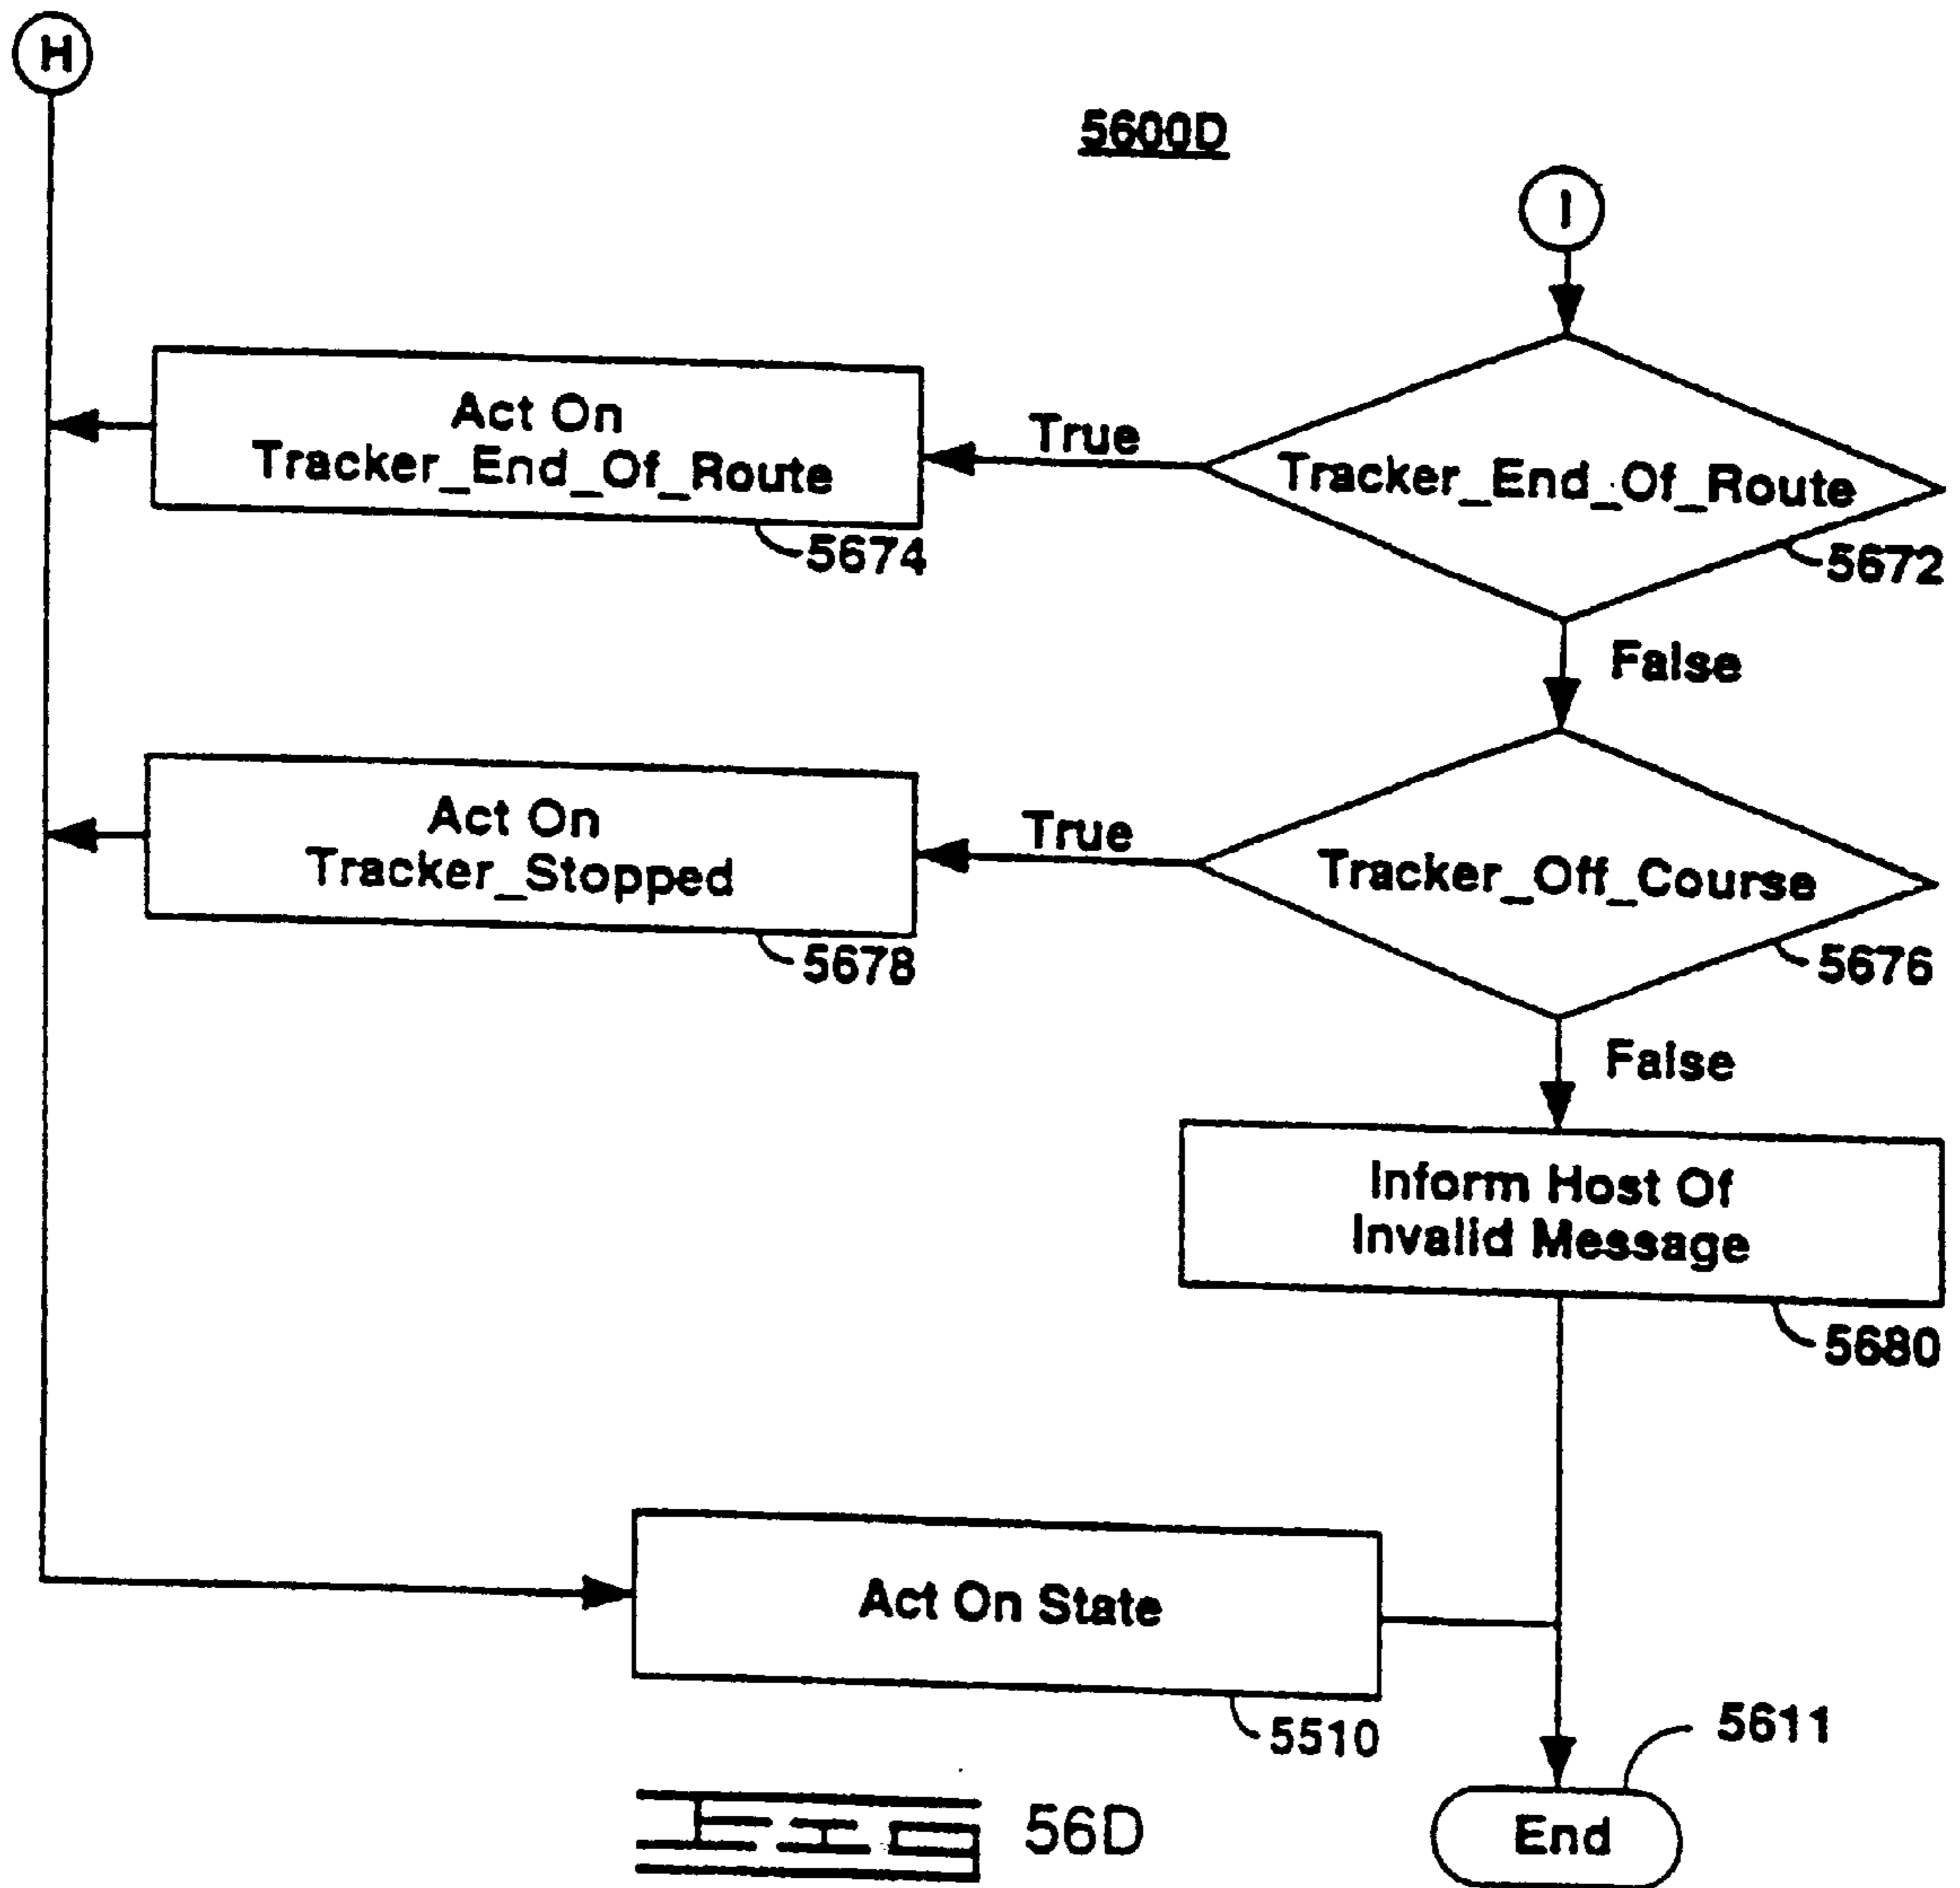 H
5600D
I
Act On
Tracker_End_Of_Route
5674
True
Tracker_End_Of_Route
5672
False
Act On
Tracker_Stopped
5678
True
Tracker_Off_Course
5676
False
Inform Host Of
Invalid Message
5680
Act On State
5510
5611
End
FIG 56D